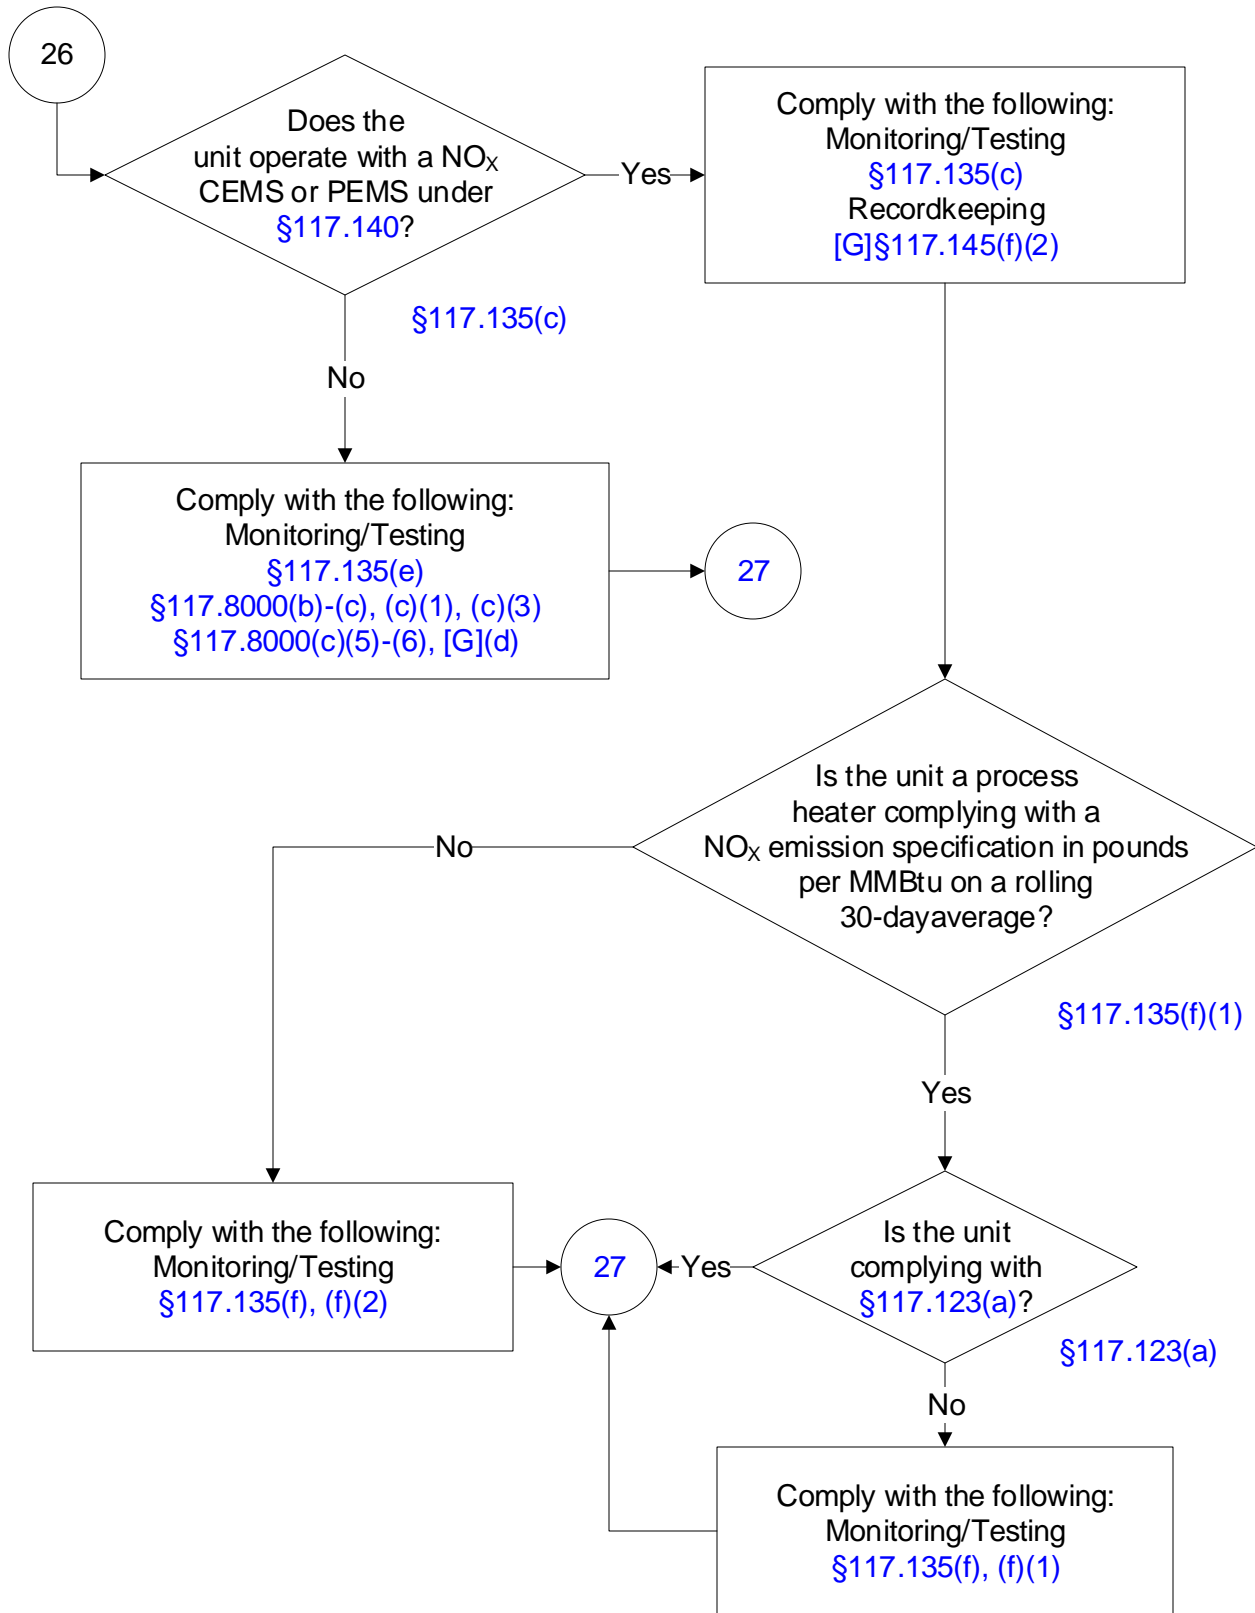 26
Does the
unit operate with a NOX
CEMS or PEMS under
§117.140?
Yes
Comply with the following:
Monitoring/Testing
§117.135(c)
Recordkeeping
[G]§117.145(f)(2)
§117.135(c)
No
Comply with the following:
Monitoring/Testing
§117.135(e)
§117.8000(b)-(c), (c)(1), (c)(3)
§117.8000(c)(5)-(6), [G](d)
27
Is the unit a process
heater complying with a
NOX emission specification in pounds
per MMBtu on a rolling
30-dayaverage?
No
§117.135(f)(1)
Yes
Comply with the following:
Monitoring/Testing
§117.135(f), (f)(2)
27
Yes
Is the unit
complying with
§117.123(a)?
§117.123(a)
No
Comply with the following:
Monitoring/Testing
§117.135(f), (f)(1)